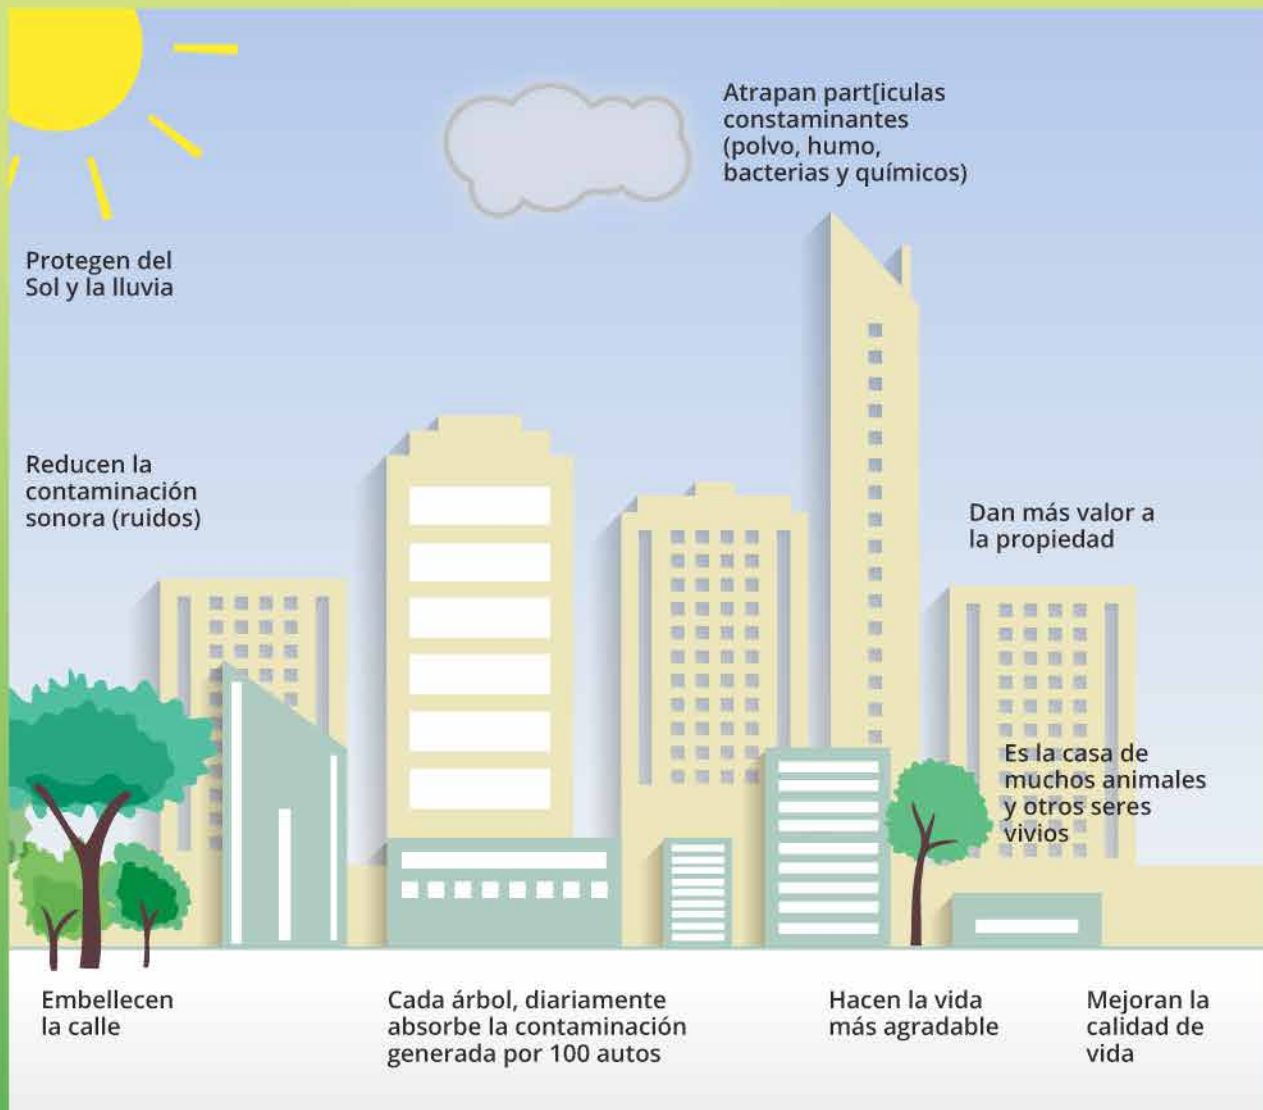 Atrapan part[iculas
constaminantes
(polvo, humo,
bacterias y químicos)
Protegen del
Sol y la lluvia
Reducen la
contaminación
sonora (ruidos)
Dan más valor a
la propiedad
Es la casa de
muchos animales
y otros seres
vivios
Embellecen
la calle
Cada árbol, diariamente
absorbe la contaminación
generada por 100 autos
Hacen la vida
más agradable
Mejoran la
calidad de
vida